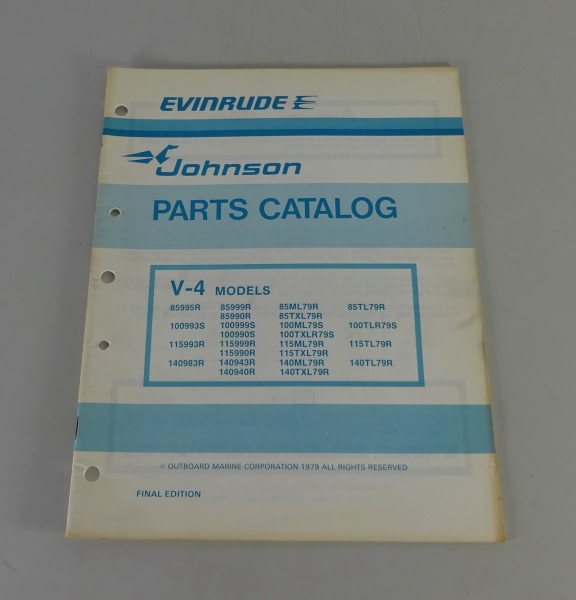 EVINRUDE
Johnson
PARTS CATALOG
V-4 MODELS
85995R 85999R 85ML79R 85TL79R
85990R 85TXL79R
100993S 100999S 100ML79S 100TLR79S
100990S 100TXLR79S
115993R 115999R 115ML79R 115TL79R
115990R 115TXL79R
140983R 140943R 140ML79R 140TL79R
140940R 140TXL79R
© OUTBOARD MARINE CORPORATION 1979 ALL RIGHTS RESERVED
FINAL EDITION